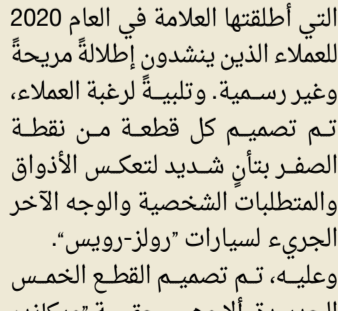 التي أطلقتها العلامة في العام 2020
للعملاء الذين ينشدون إطلالةً مريحةً
وغير رسمية. وتلبيةً لرغبة العملاء،
تم تصميم كل قطعة من نقطة
الصفر بتأنٍ شديد لتعكس الأذواق
والمتطلبات الشخصية والوجه الآخر
الجريء لسيارات ”رولز-رويس“.
وعليه، تم تصميم القطع الخمس